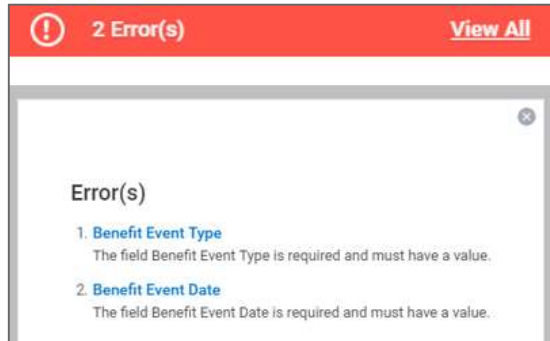 2 Error(s) View All
Error(s)
1. Benefit Event Type
The field Benefit Event Type is required and must have a value.
2. Benefit Event Date
The field Benefit Event Date is required and must have a value.